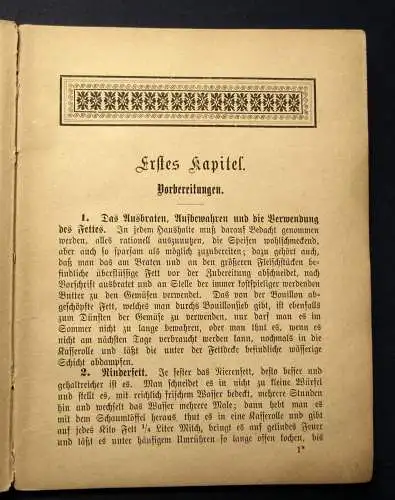 Erstes Kapitel.
Vorbereitungen.
1. Das Ausbraten, Aufbewahren und die Verwendung
des Fettes. In jedem Haushalte muß darauf Bedacht genommen
werden, alles rationell auszunutzen, die Speisen wohlschmeckend,
aber auch so sparsam als möglich zuzubereiten; dazu gehört auch,
daß man das am Braten und an den größeren Fleischstücken be-
findliche überflüssige Fett vor der Zubereitung abschneidet, nach
Vorschrift ausbratet und an Stelle der immer kostspieliger werdenden
Butter zu den Gemüsen verwendet. Das von der Bouillon ab-
geschöpfte Fett, welches man durchs Bouillonsieb gibt, ist ebenfalls
zum Dünsten der Gemüse zu verwenden, nur darf man es im
Sommer nicht zu lange bewahren, oder man thut es, wenn es
nicht am nächsten Tage verbraucht werden kann, nochmals in die
Kasserolle und läßt die unter der Fettdecke befindliche wässerige
Schicht abdampfen.
2. Rinderfett. Je fester das Nierenfett, desto besser und
gehaltreicher ist es. Man schneidet es in nicht zu kleine Würfel
und stellt es, mit reichlich frischem Wasser bedeckt, mehrere Stunden
hin und wechselt das Wasser mehrere Male; dann hebt man es
mit dem Schaumlöffel heraus, thut es in eine Kasserolle und gibt
auf jedes Kilo Fett 1/4 Liter Milch, bringt es auf gelindes Feuer
und läßt es unter häufigem Umrühren so lange offen kochen, bis
1*